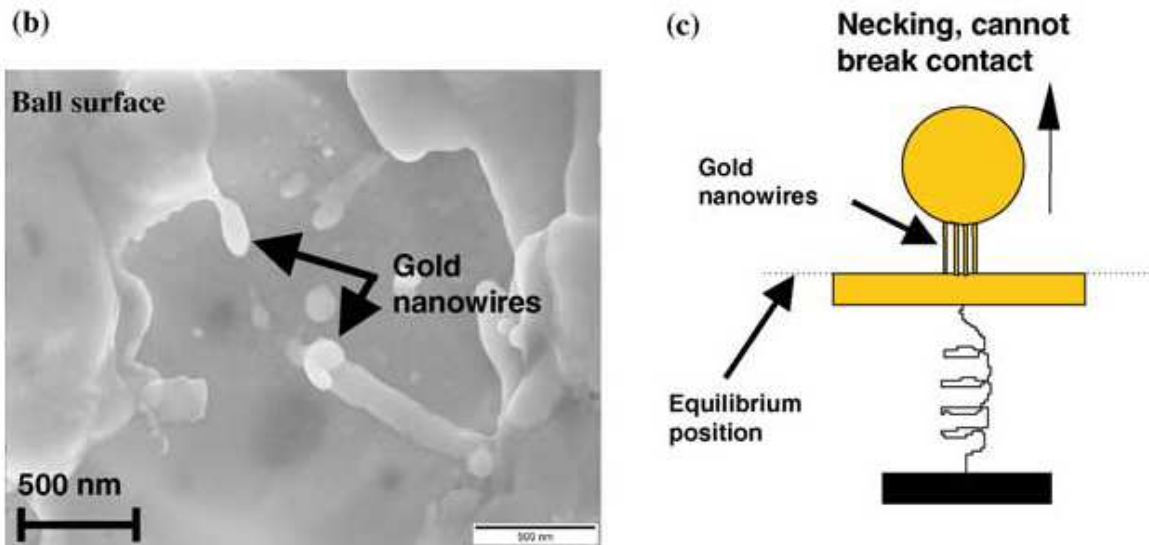 (b)
Ball surface
Gold
nanowires
500 nm
500 nm
(c)
Necking, cannot
break contact
Gold
nanowires
Equilibrium
position